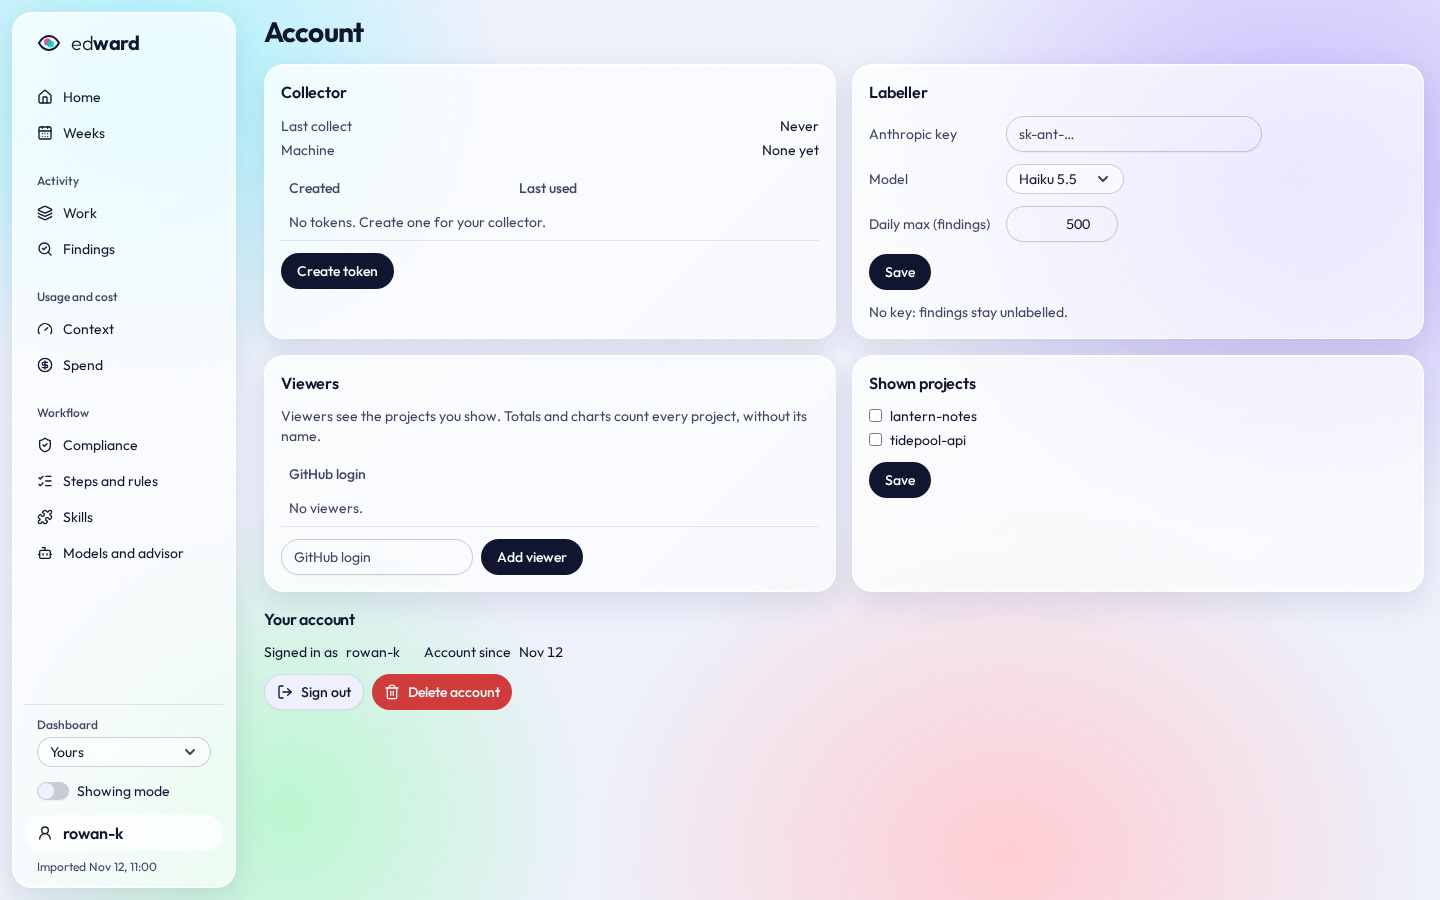 edward
Home
Weeks
Activity
Work
Findings
Usage and cost
Context
Spend
Workflow
Compliance
Steps and rules
Skills
Models and advisor
Dashboard
Yours
Showing mode
rowan-k
Imported Nov 12, 11:00
Account
Collector
Last collect Never
Machine None yet
Created Last used
No tokens. Create one for your collector.
Create token
Labeller
Anthropic key sk-ant-...
Model Haiku 5.5
Daily max (findings) 500
Save
No key: findings stay unlabelled.
Viewers
Viewers see the projects you show. Totals and charts count every project, without its
name.
GitHub login
No viewers.
GitHub login Add viewer
Shown projects
lantern-notes
tidepool-api
Save
Your account
Signed in as rowan-k Account since Nov 12
Sign out Delete account